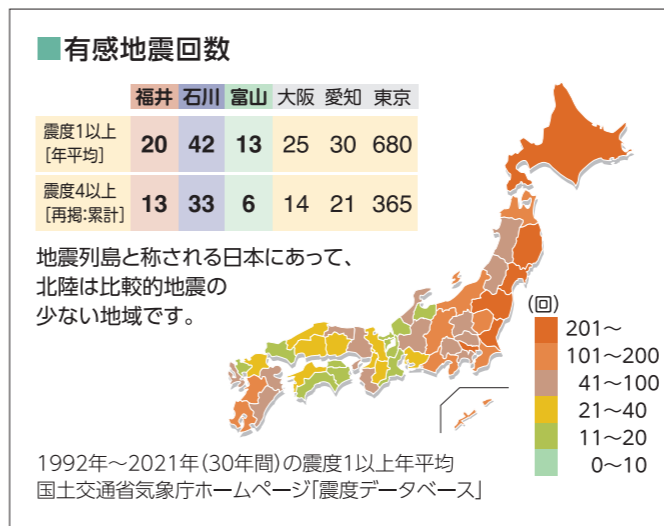 ■有感地震回数
福井 石川 富山 大阪 愛知 東京
震度1以上
[年平均] 20 42 13 25 30 680
震度4以上
[再掲:累計] 13 33 6 14 21 365
地震列島と称される日本にあって、
北陸は比較的地震の
少ない地域です。
(回)
201〜
101〜200
41〜100
21〜40
11〜20
0〜10
1992年〜2021年(30年間)の震度1以上年平均
国土交通省気象庁ホームページ「震度データベース」